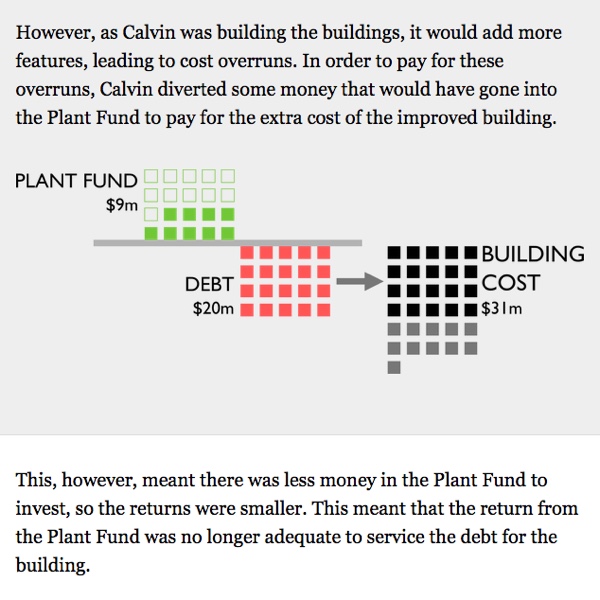 However, as Calvin was building the buildings, it would add more
features, leading to cost overruns. In order to pay for these
overruns, Calvin diverted some money that would have gone into
the Plant Fund to pay for the extra cost of the improved building.
PLANT FUND
$9m
DEBT
$20m
BUILDING
COST
$31m
This, however, meant there was less money in the Plant Fund to
invest, so the returns were smaller. This meant that the return from
the Plant Fund was no longer adequate to service the debt for the
building.